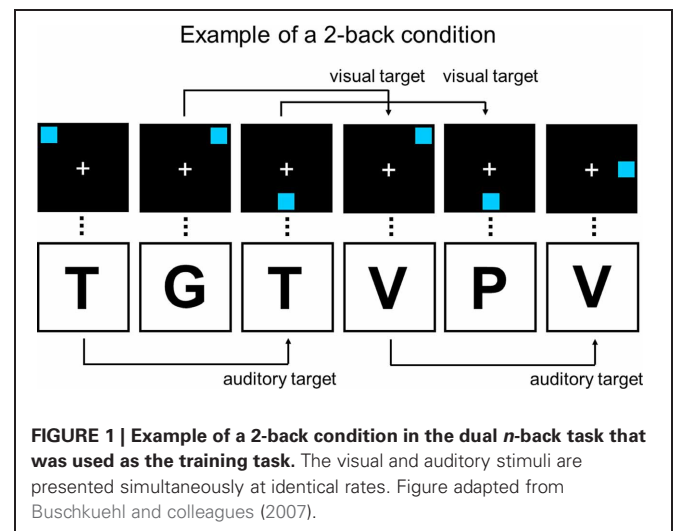 Example of a 2-back condition
visual target visual target
T G T V P V
auditory target auditory target
FIGURE 1 | Example of a 2-back condition in the dual n-back task that
was used as the training task. The visual and auditory stimuli are
presented simultaneously at identical rates. Figure adapted from
Buschkuehl and colleagues (2007).